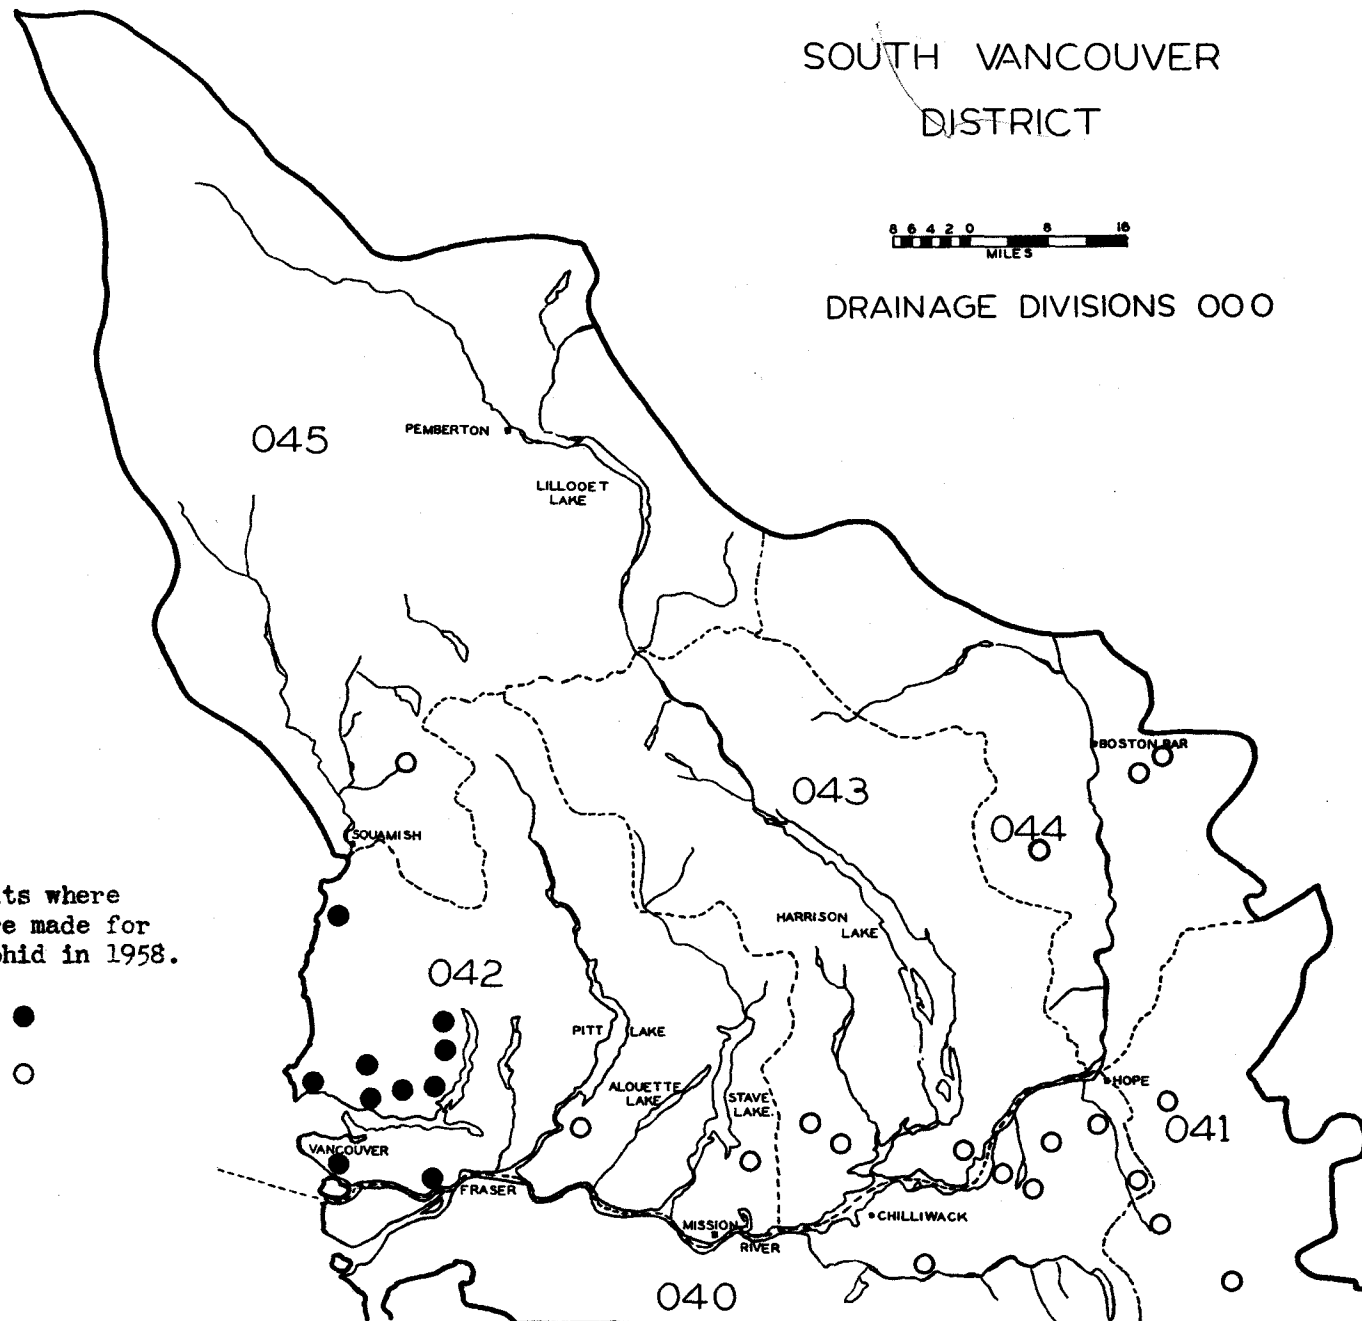 SOUTH VANCOUVER
DISTRICT
8 6 4 2 0 8 16
MILES
DRAINAGE DIVISIONS 000
045
PEMBERTON
LILLOOET
LAKE
BOSTON BAR
043
044
SQUAMISH
ts where
re made for
hid in 1958.
HARRISON
LAKE
042
PITT LAKE
ALOUETTE
LAKE
STAVE
LAKE
HOPE
041
VANCOUVER
FRASER
CHILLIWACK
MISSION
RIVER
040